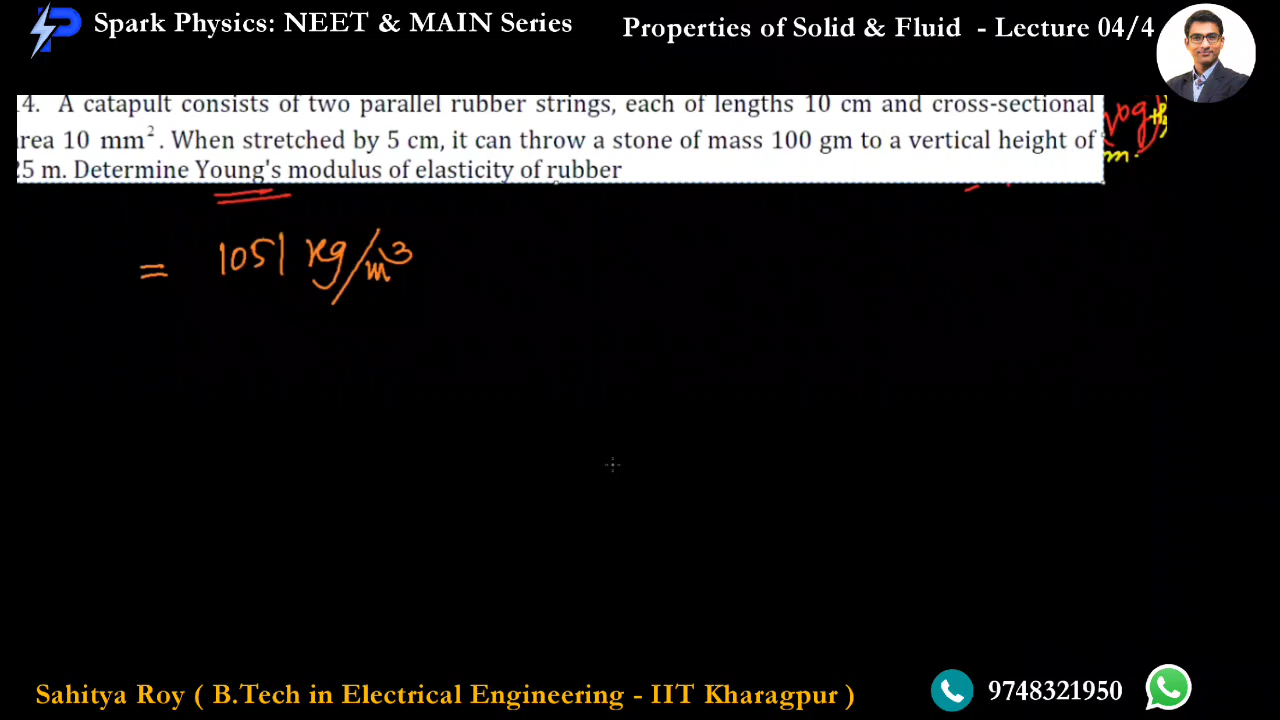 Spark Physics: NEET & MAIN Series
Properties of Solid & Fluid - Lecture 04/4
4. A catapult consists of two parallel rubber strings, each of lengths 10 cm and cross-sectional
rea 10 mm². When stretched by 5 cm, it can throw a stone of mass 100 gm to a vertical height of
5 m. Determine Young's modulus of elasticity of rubber
m.
= 1051 kg/m³
Sahitya Roy ( B.Tech in Electrical Engineering - IIT Kharagpur )
9748321950